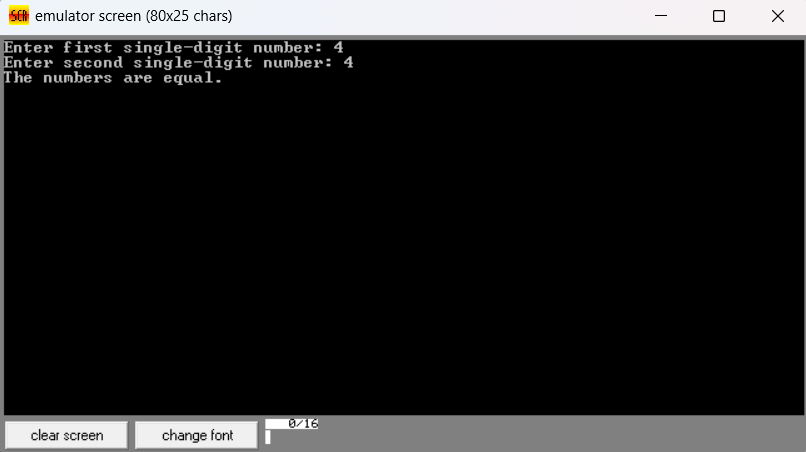 SCR
emulator screen (80x25 chars)
Enter first single-digit number: 4
Enter second single-digit number: 4
The numbers are equal.
clear screen
change font
0/16